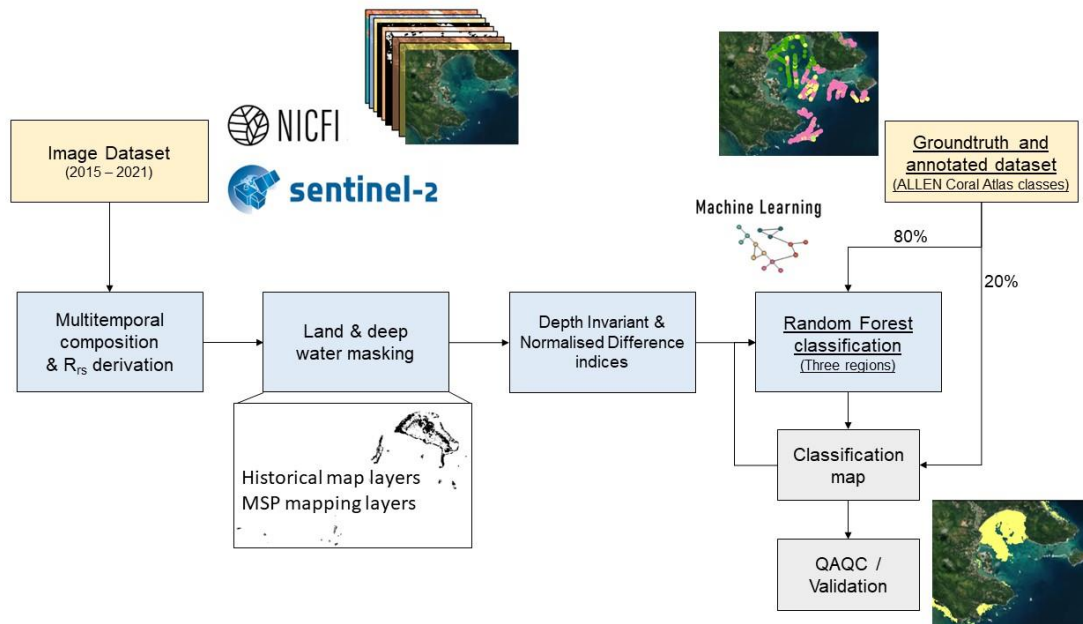 NICFI
sentinel-2
Image Dataset
(2015 – 2021)
Groundtruth and
annotated dataset
(ALLEN Coral Atlas classes)
Machine Learning
80%
20%
Multitemporal
composition
& Rrs derivation
Land & deep
water masking
Depth Invariant &
Normalised Difference
indices
Random Forest
classification
(Three regions)
Historical map layers
MSP mapping layers
Classification
map
QAQC /
Validation